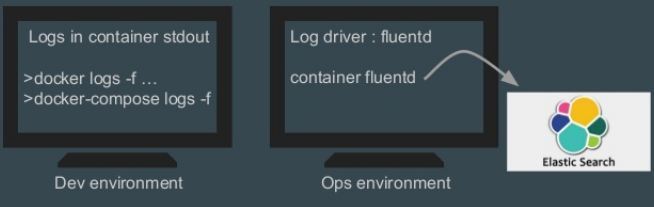 Logs in container stdout
>docker logs -f ...
>docker-compose logs -f
Dev environment
Log driver : fluentd
container fluentd
Ops environment
Elastic Search